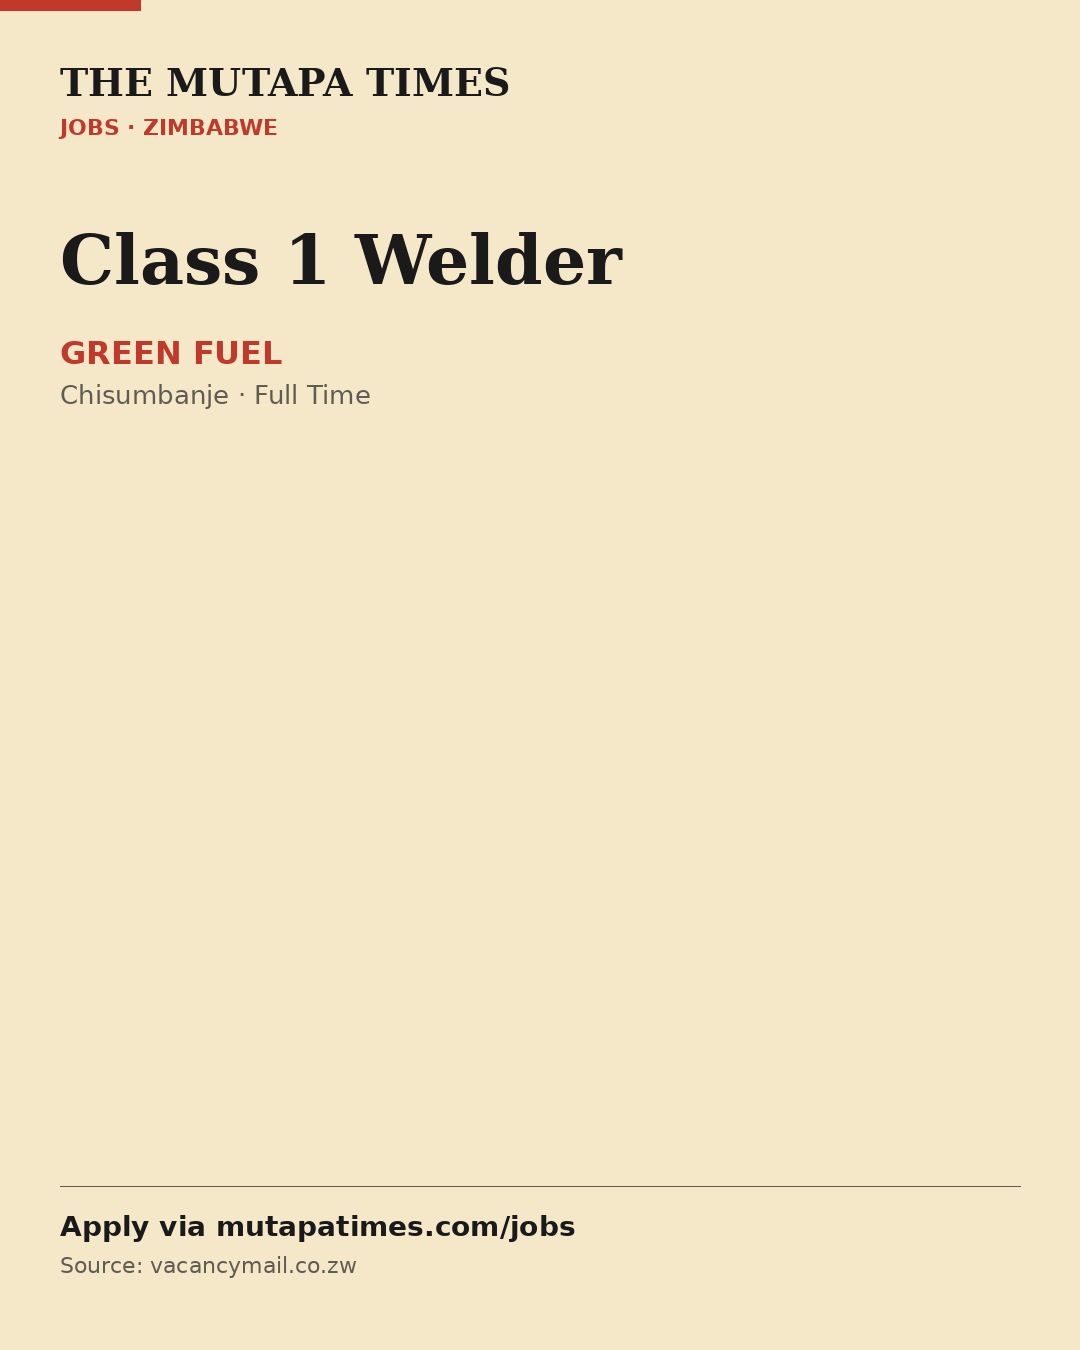 THE MUTAPA TIMES
JOBS · ZIMBABWE
Class 1 Welder
GREEN FUEL
Chisumbanje · Full Time
Apply via mutapatimes.com/jobs
Source: vacancymail.co.zw